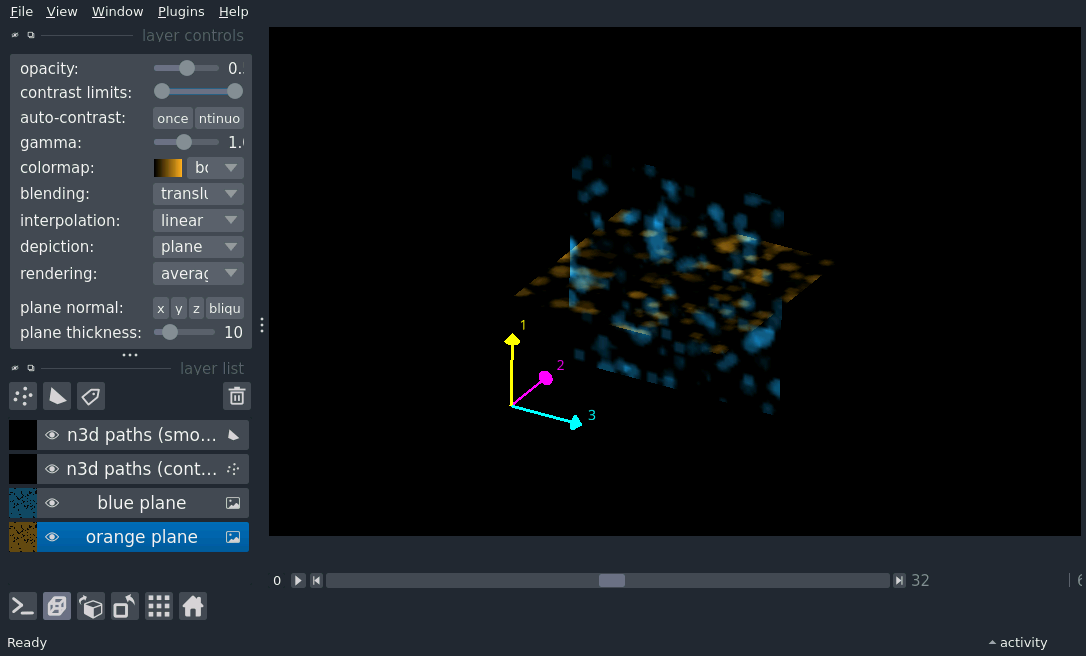 File View Window Plugins Help
layer controls
opacity: 0.
contrast limits:
auto-contrast: once ntinuo
gamma: 1.
colormap:
blending: translu
interpolation: linear
depiction: plane
rendering: averag
plane normal: x y z bliqu
plane thickness: 10
layer list
n3d paths (smo...
n3d paths (cont...
blue plane
orange plane
1
2
3
0 32
Ready activity